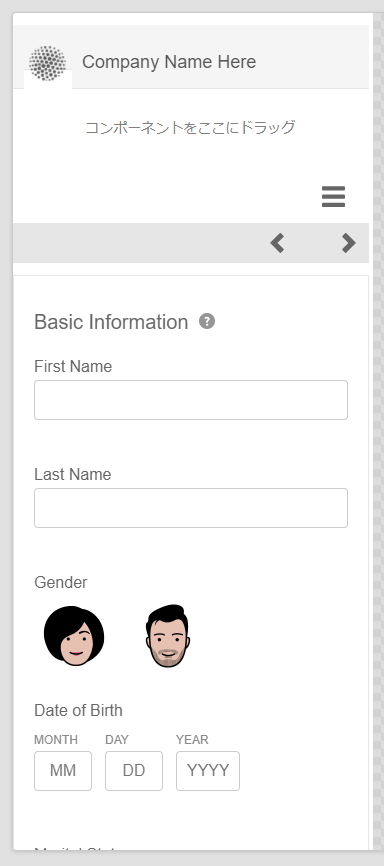 Company Name Here
コンポーネントをここにドラッグ
Basic Information ?
First Name
Last Name
Gender
Date of Birth
MONTH DAY YEAR
MM DD YYYY